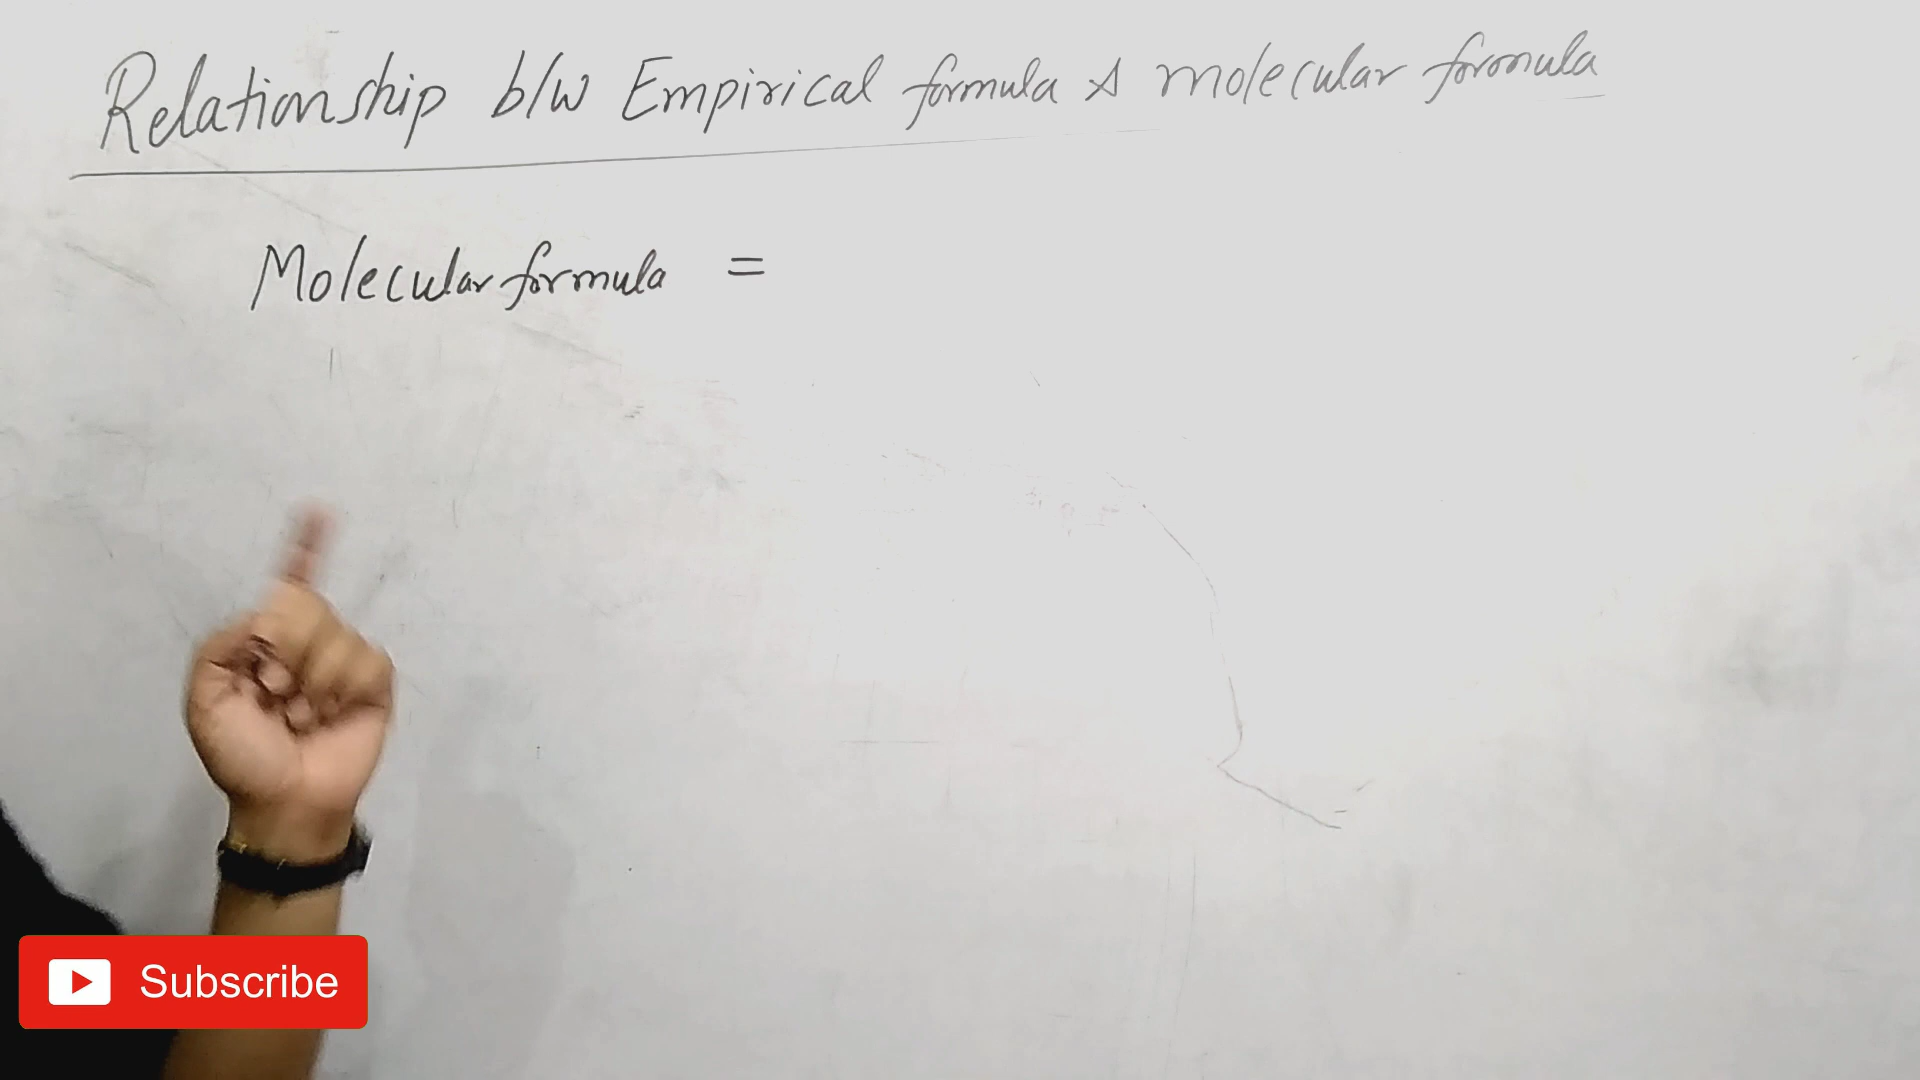 Relationship b/w Empirical formula & molecular formula
Molecular formula =
Subscribe